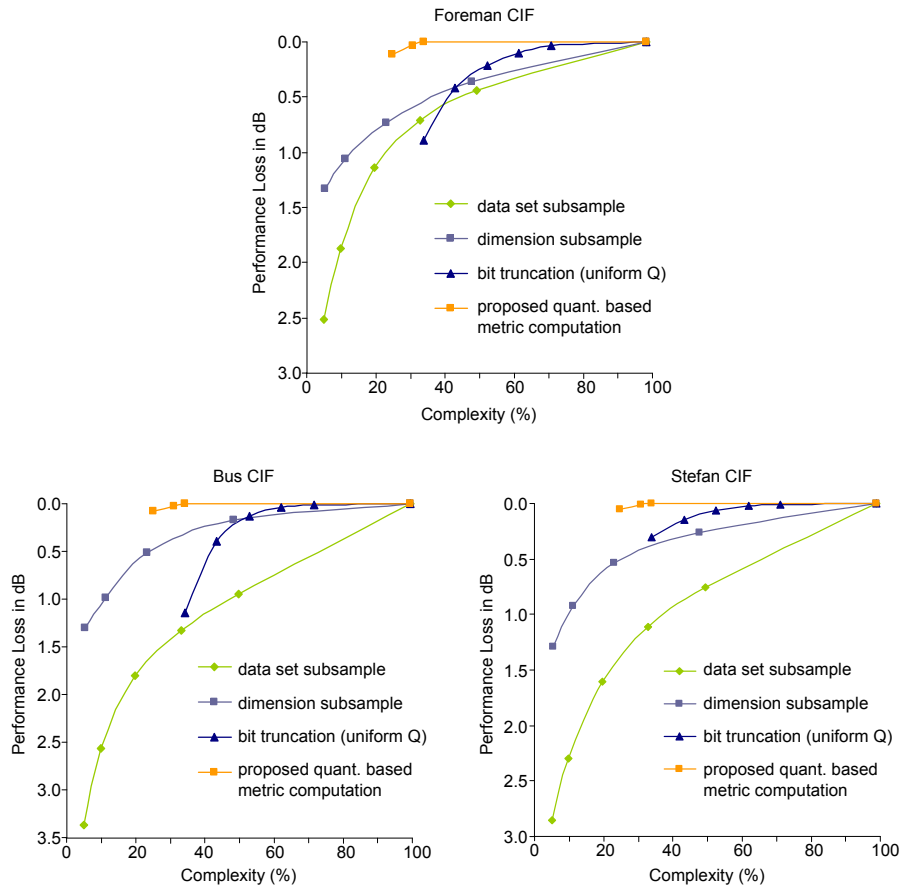 Foreman CIF
0.0
0.5
1.0
1.5
2.0
2.5
3.0
Performance Loss in dB
data set subsample
dimension subsample
bit truncation (uniform Q)
proposed quant. based
metric computation
0 20 40 60 80 100
Complexity (%)
Bus CIF
0.0
0.5
1.0
1.5
2.0
2.5
3.0
3.5
Performance Loss in dB
data set subsample
dimension subsample
bit truncation (uniform Q)
proposed quant. based
metric computation
0 20 40 60 80 100
Complexity (%)
Stefan CIF
0.0
0.5
1.0
1.5
2.0
2.5
3.0
Performance Loss in dB
data set subsample
dimension subsample
bit truncation (uniform Q)
proposed quant. based
metric computation
0 20 40 60 80 100
Complexity (%)